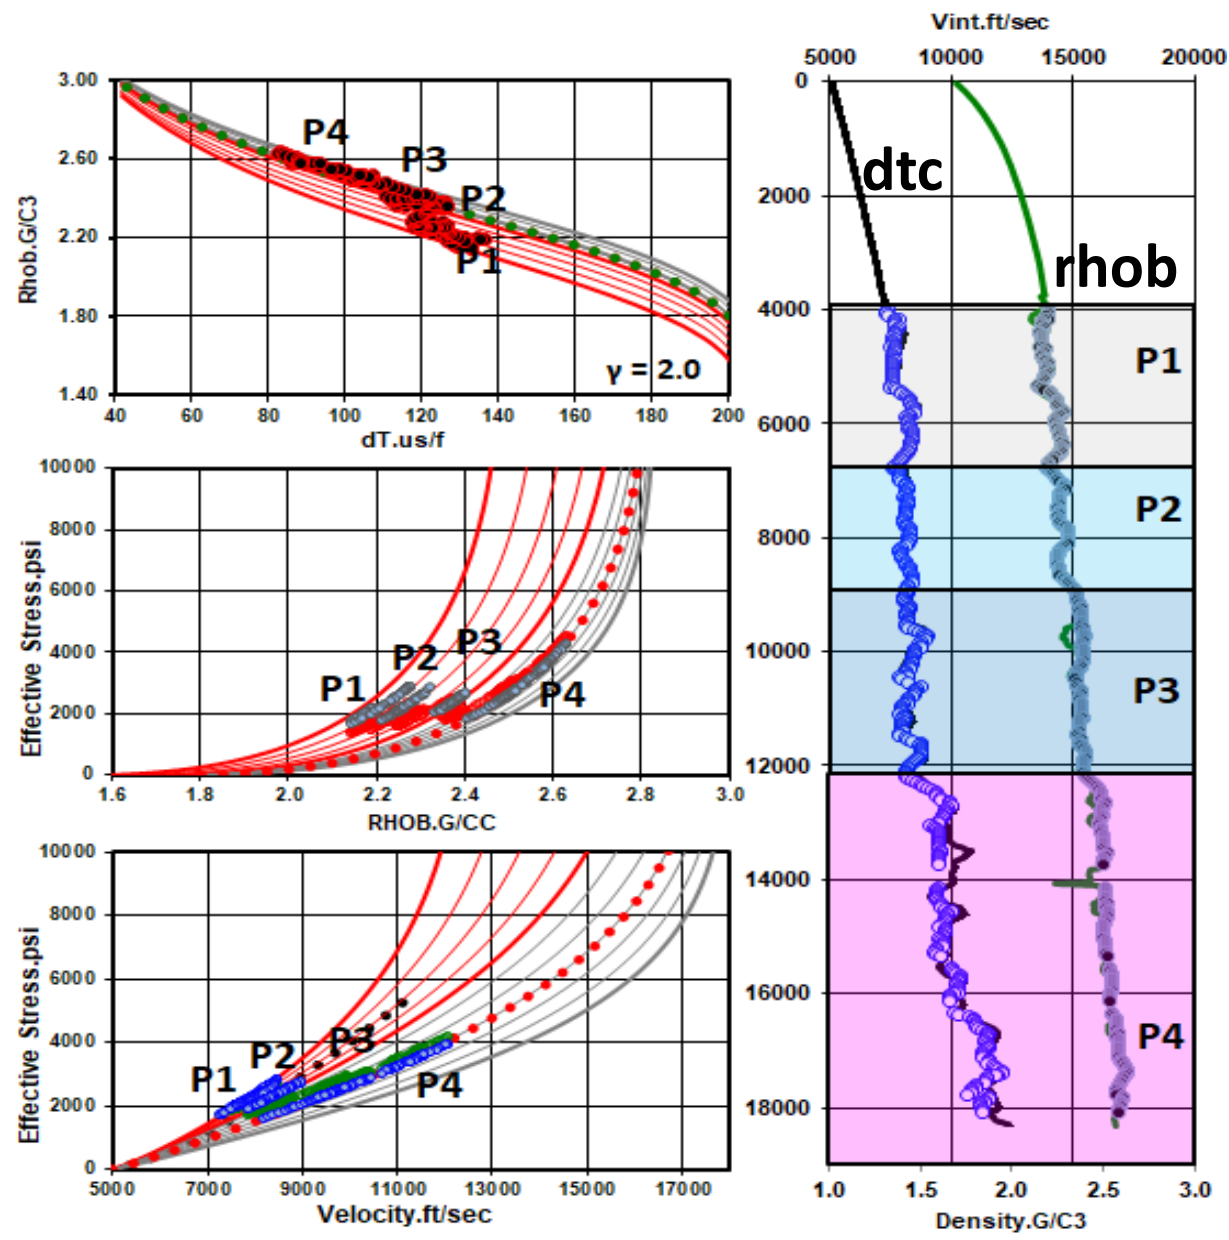 3.00
2.60
2.20
1.80
1.40
Rhob.G/C3
P4
P3
P2
P1
γ = 2.0
40 60 80 100 120 140 160 180 200
dT.us/f
10000
8000
6000
4000
2000
0
Effective Stress.psi
P1
P2
P3
P4
1.6 1.8 2.0 2.2 2.4 2.6 2.8 3.0
RHOB.G/CC
10000
8000
6000
4000
2000
0
Effective Stress.psi
P1
P2
P3
P4
5000 7000 9000 11000 13000 15000 17000
Velocity.ft/sec
Vint.ft/sec
5000 10000 15000 20000
0
2000
4000
6000
8000
10000
12000
14000
16000
18000
dtc
rhob
P1
P2
P3
P4
1.0 1.5 2.0 2.5 3.0
Density.G/C3